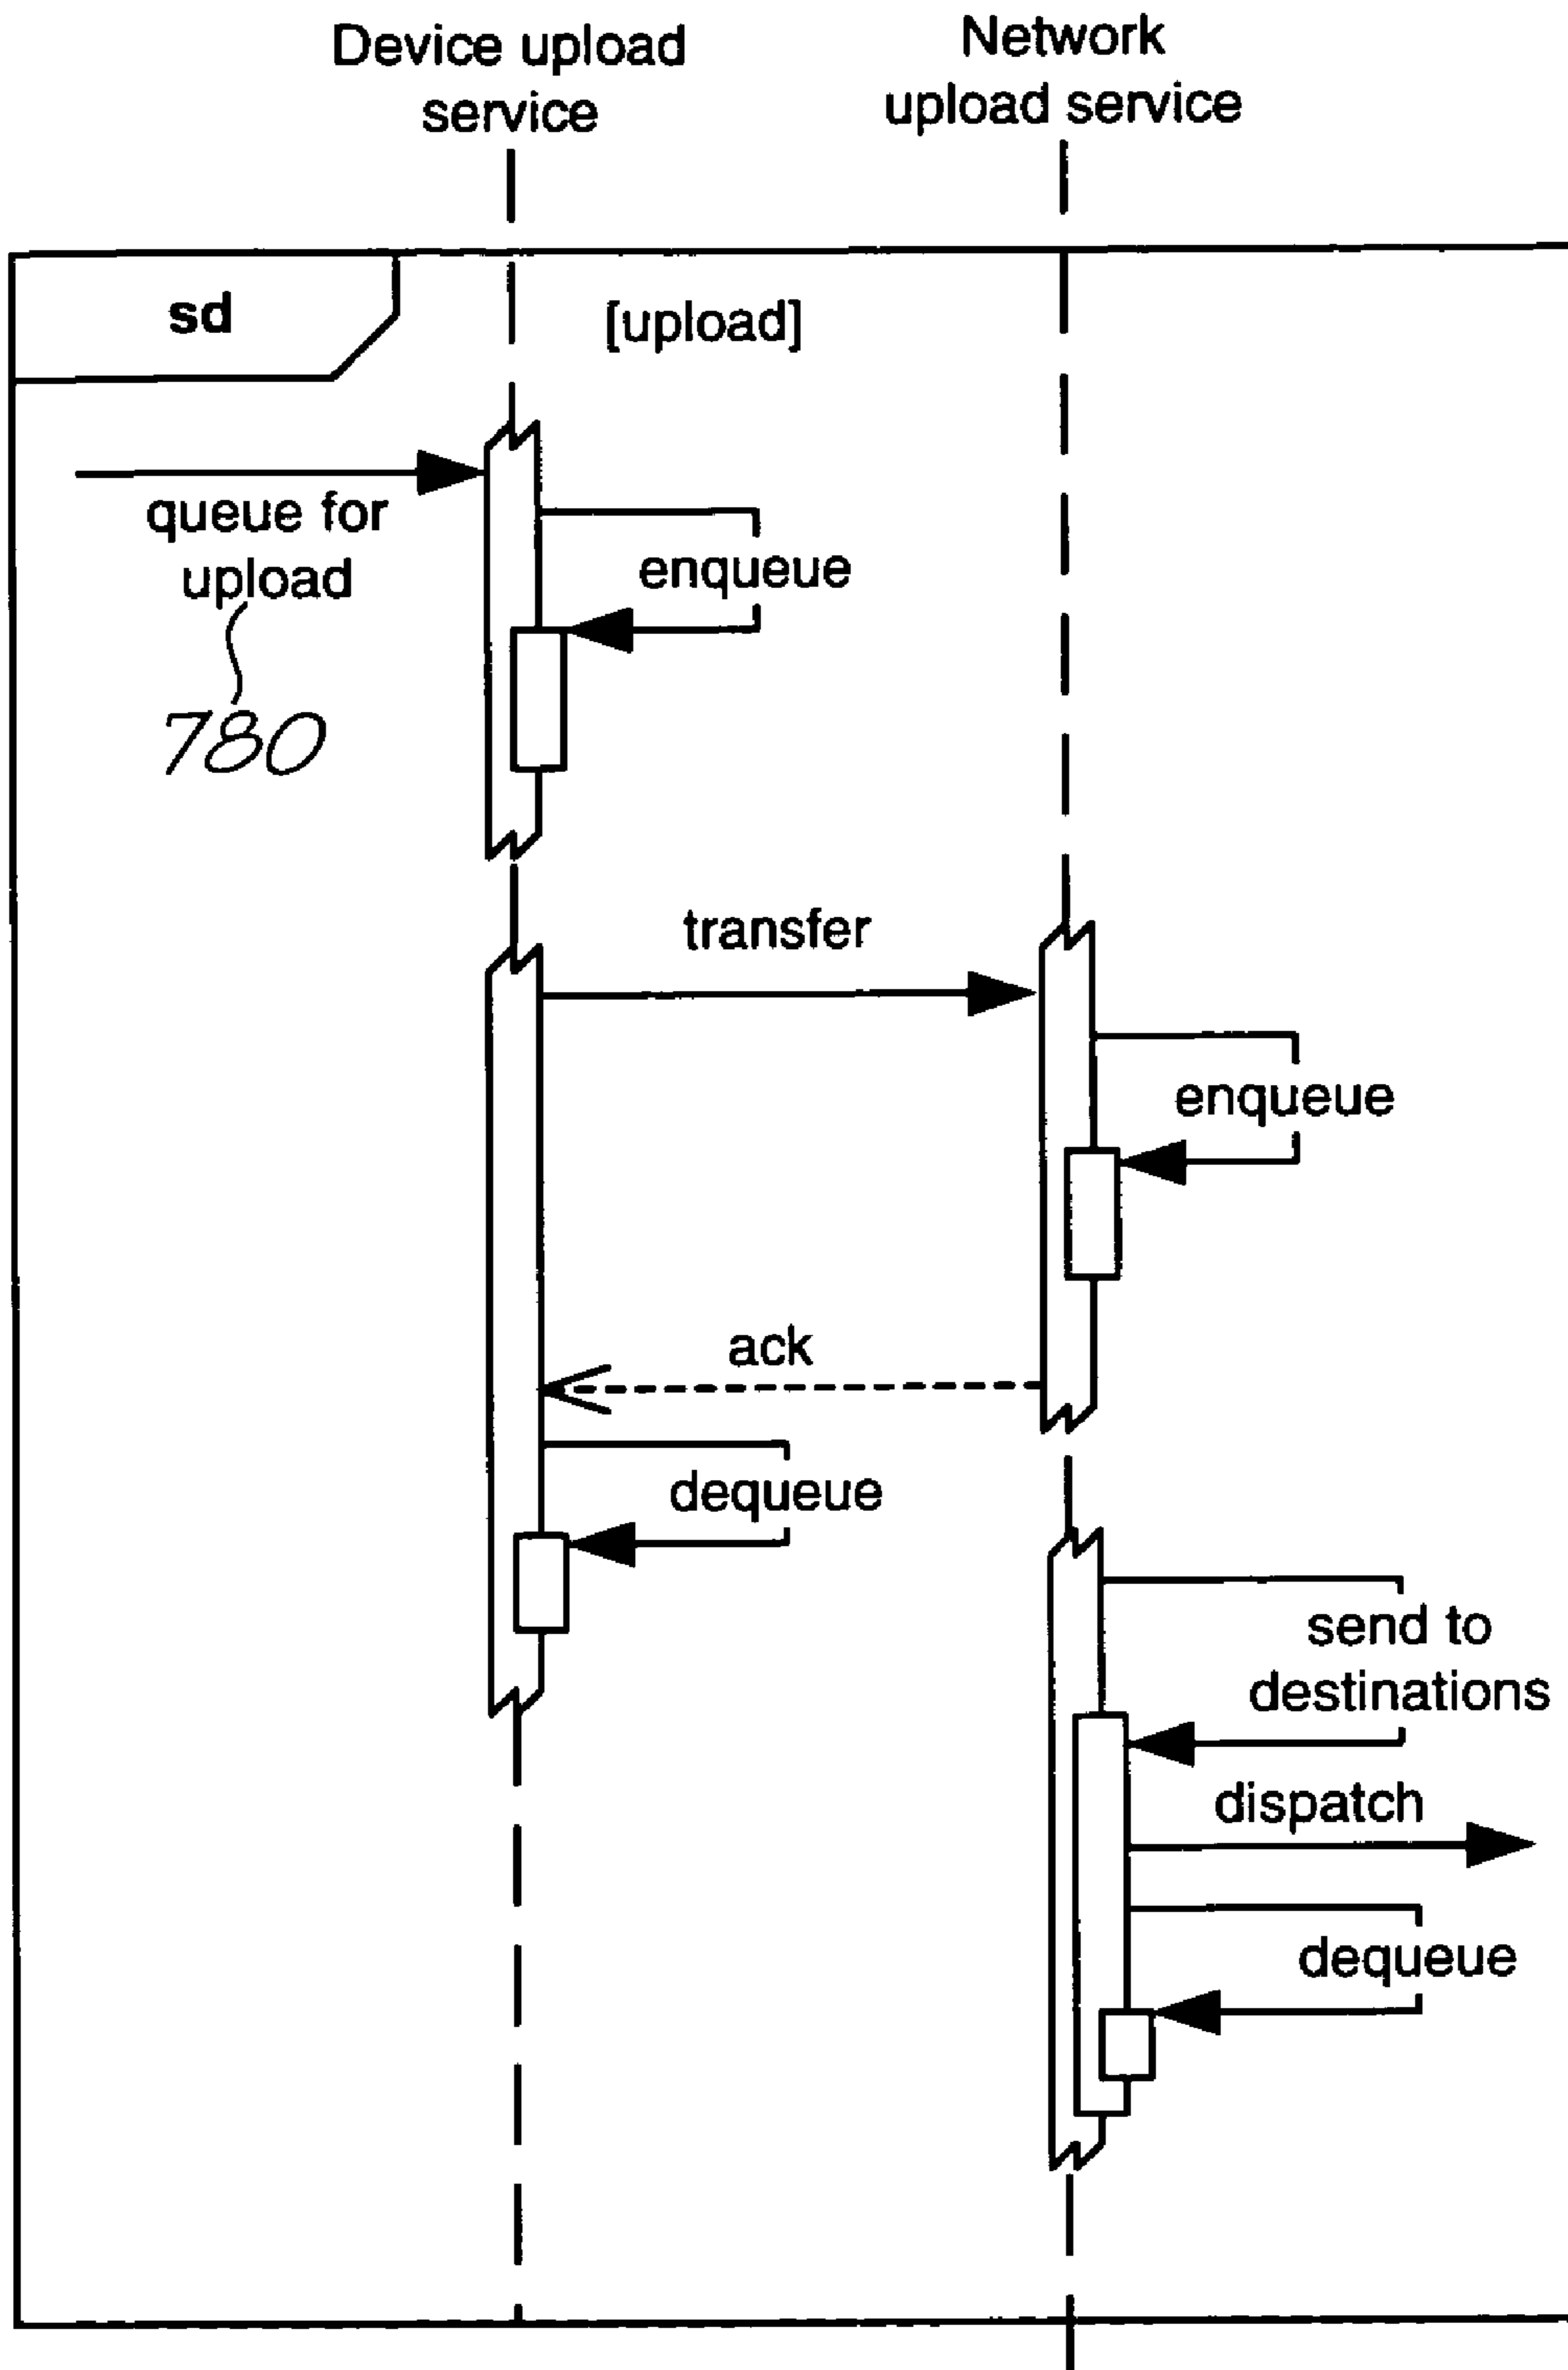 Device upload
service
Network
upload service
sd
[upload]
queue for
upload
780
enqueue
transfer
enqueue
ack
dequeue
send to
destinations
dispatch
dequeue